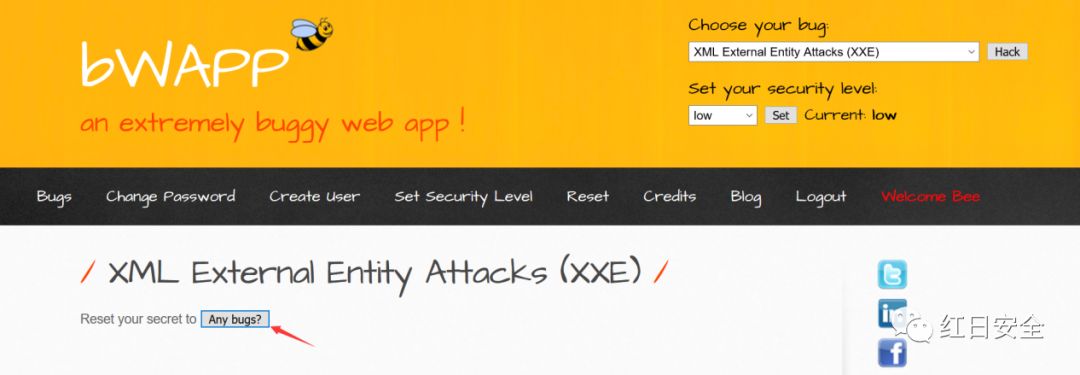 bWAPP
an extremely buggy web app !
Choose your bug:
XML External Entity Attacks (XXE) Hack
Set your security level:
low Set Current: low
Bugs Change Password Create User Set Security Level Reset Credits Blog Logout Welcome Bee
/ XML External Entity Attacks (XXE) /
Reset your secret to Any bugs?
t
in
f
红日安全